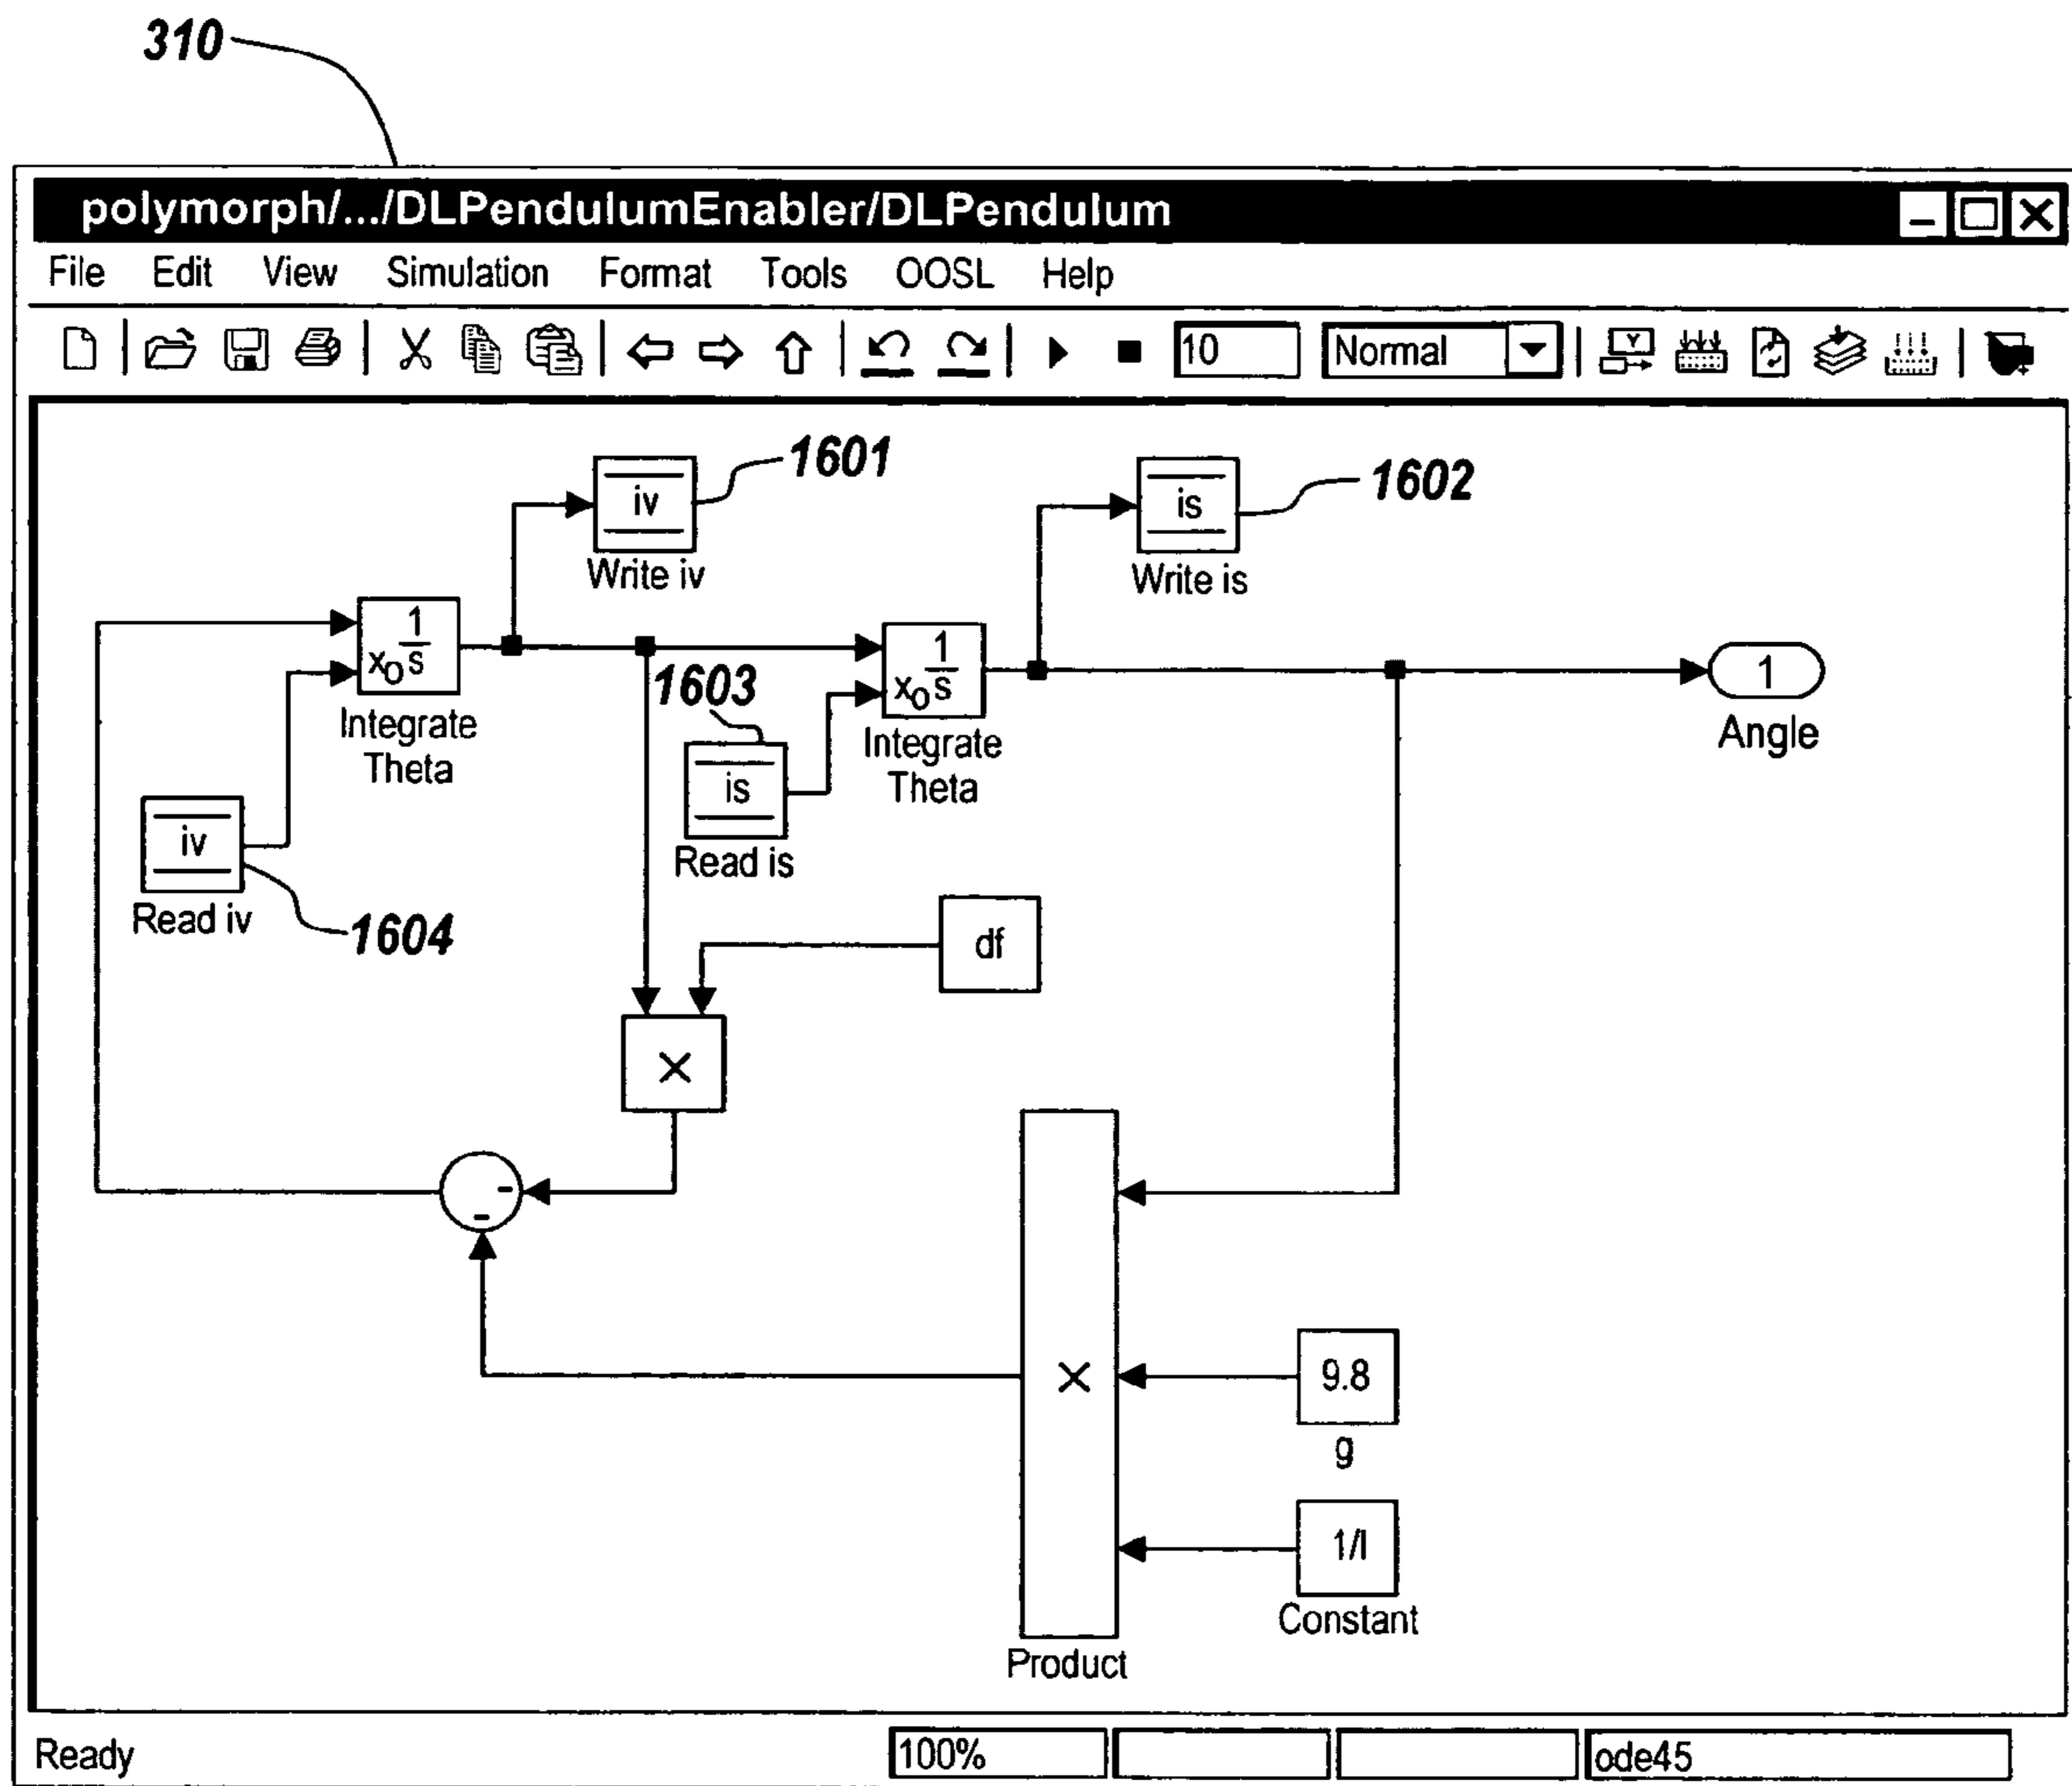 310
polymorph/.../DLPendulumEnabler/DLPendulum
File Edit View Simulation Format Tools OOSL Help
10 Normal
iv
1601
Write iv
is
1602
Write is
1
s
x0
Integrate
Theta
1603
1
s
x0
Integrate
Theta
1
Angle
is
Read is
iv
Read iv
1604
df
×
-
-
×
9.8
g
1/l
Constant
Product
Ready 100% ode45